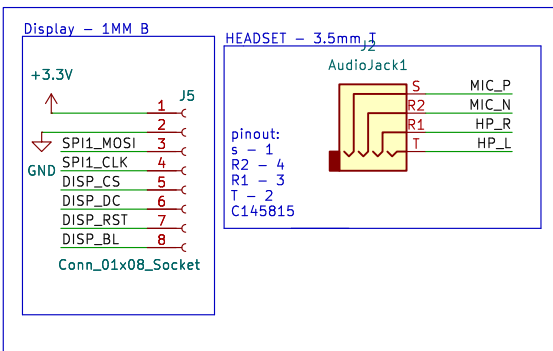 Display - 1MM B
+3.3V
J5
1
2
SPI1_MOSI 3
SPI1_CLK 4
GND
DISP_CS 5
DISP_DC 6
DISP_RST 7
DISP_BL 8
Conn_01x08_Socket
HEADSET - 3.5mm T
J2
AudioJack1
S MIC_P
R2 MIC_N
R1 HP_R
T HP_L
pinout:
s - 1
R2 - 4
R1 - 3
T - 2
C145815